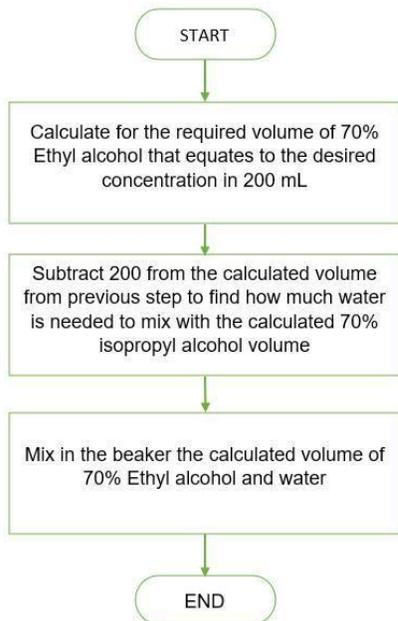 START
Calculate for the required volume of 70%
Ethyl alcohol that equates to the desired
concentration in 200 mL
Subtract 200 from the calculated volume
from previous step to find how much water
is needed to mix with the calculated 70%
isopropyl alcohol volume
Mix in the beaker the calculated volume of
70% Ethyl alcohol and water
END